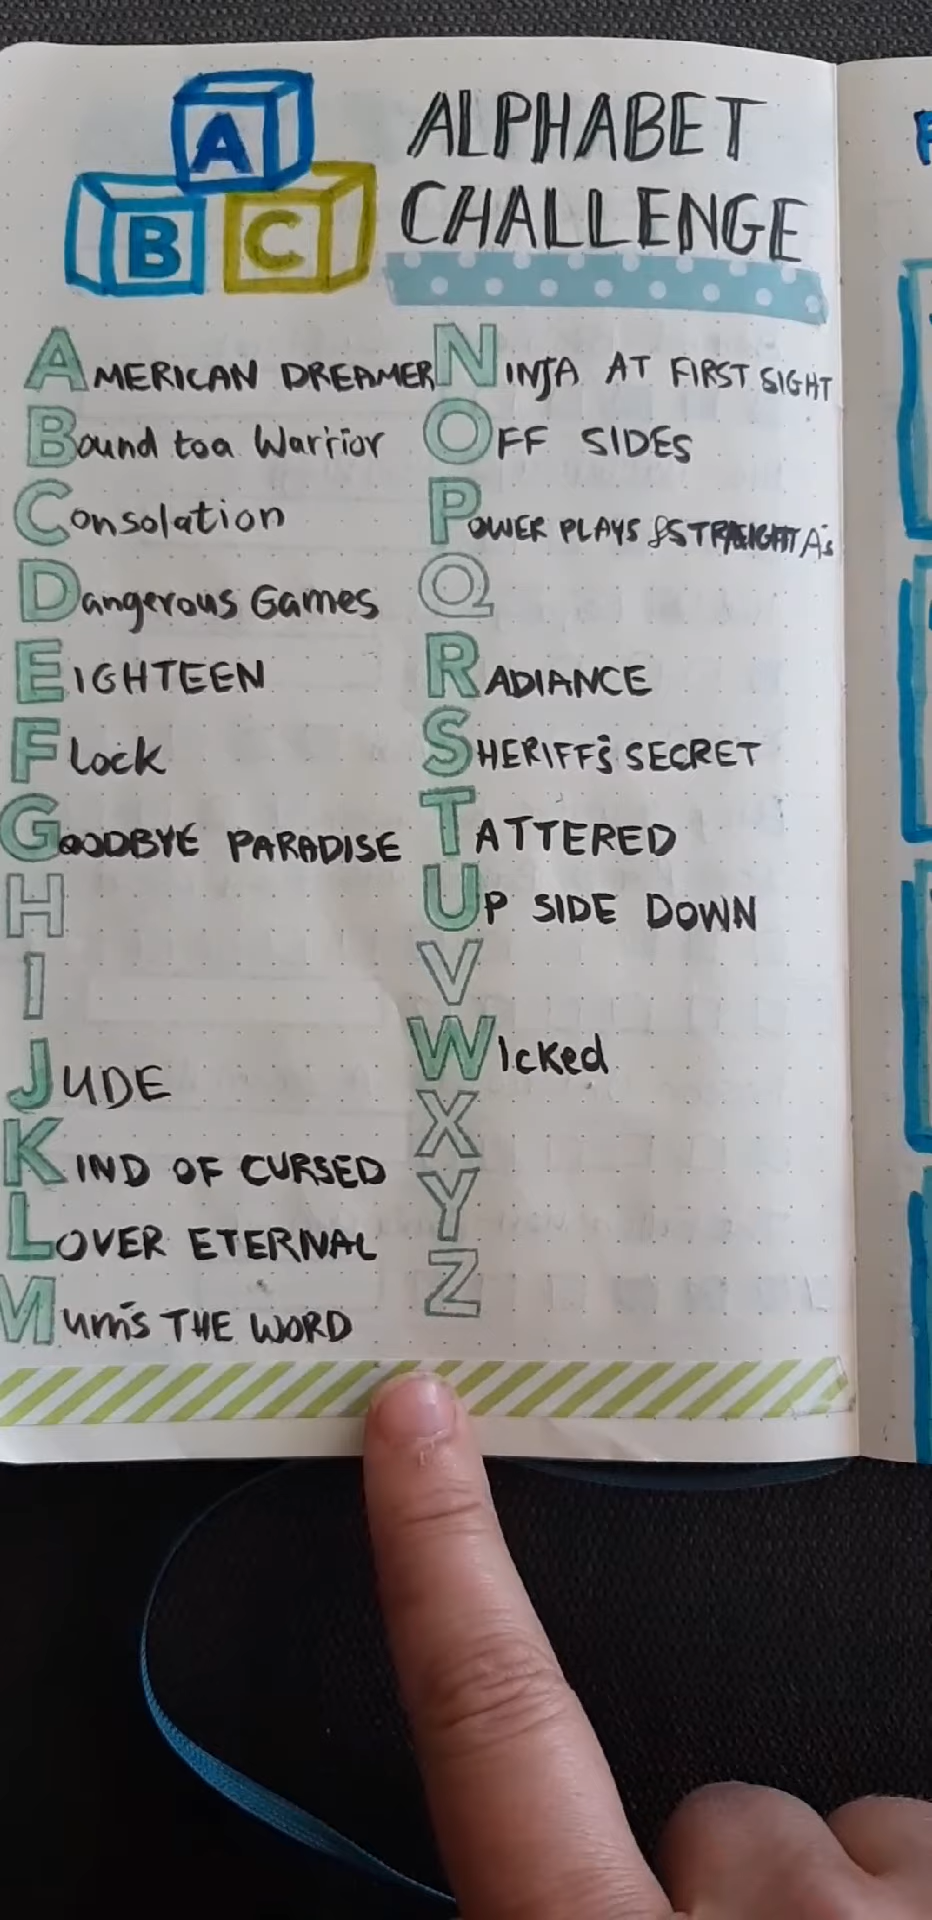 A
B
C
ALPHABET
CHALLENGE
AMERICAN DREAMER
Bound to a Warrior
Consolation
Dangerous Games
EIGHTEEN
Flock
GOODBYE PARADISE
H
I
JUDE
KIND OF CURSED
LOVER ETERNAL
Mum's THE WORD
NINJA AT FIRST SIGHT
OFF SIDES
POWER PLAYS & STRAIGHT A's
Q
RADIANCE
SHERIFF's SECRET
TATTERED
UP SIDE DOWN
V
WIcked
X
Y
Z